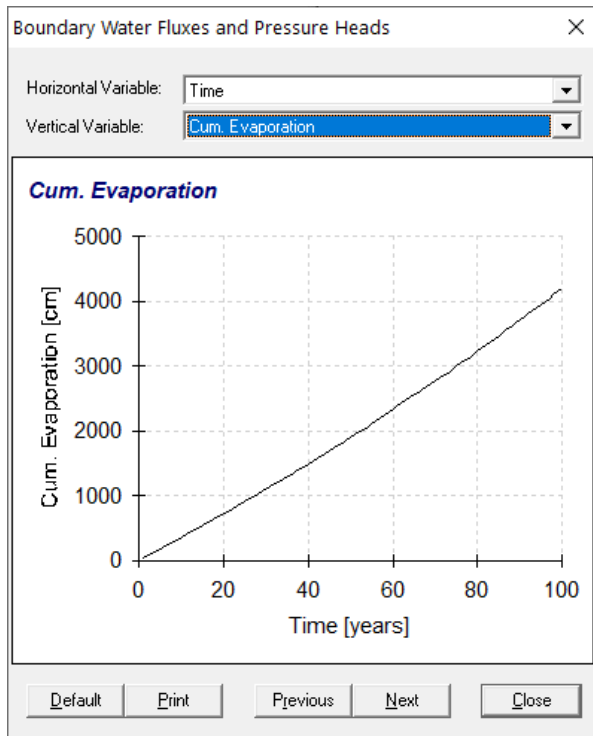 Boundary Water Fluxes and Pressure Heads
Horizontal Variable: Time
Vertical Variable: Cum. Evaporation
Cum. Evaporation
Cum. Evaporation [cm]
5000
4000
3000
2000
1000
0
0 20 40 60 80 100
Time [years]
Default Print Previous Next Close